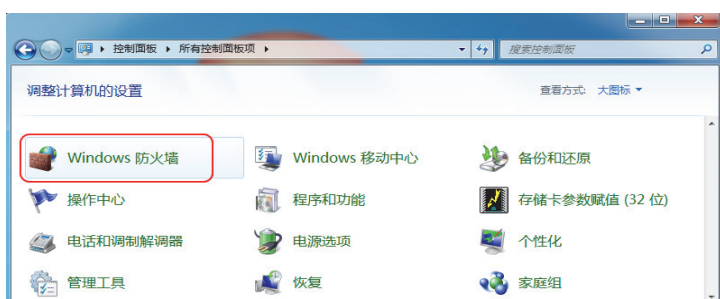 控制面板 ▸ 所有控制面板项 ▸ 搜索控制面板
调整计算机的设置 查看方式: 大图标
Windows 防火墙 Windows 移动中心 备份和还原
操作中心 程序和功能 存储卡参数赋值 (32 位)
电话和调制解调器 电源选项 个性化
管理工具 恢复 家庭组